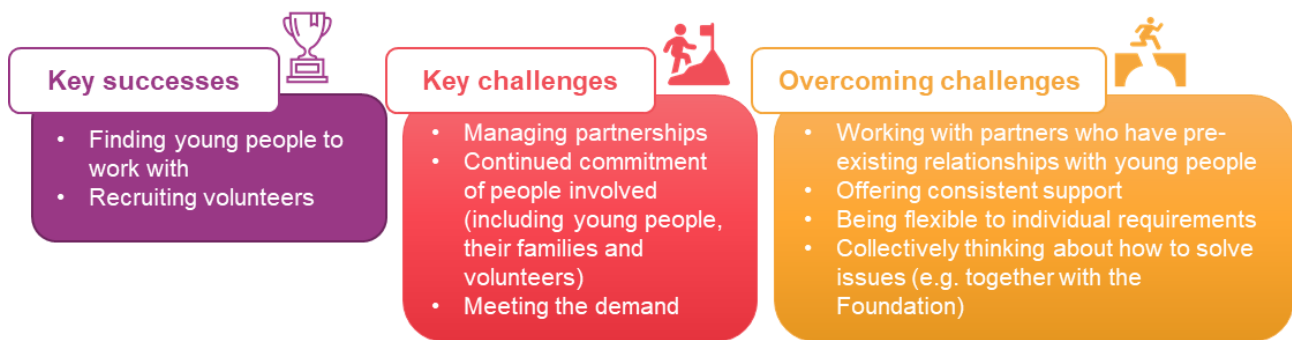 Key successes
• Finding young people to
work with
• Recruiting volunteers
Key challenges
• Managing partnerships
• Continued commitment
of people involved
(including young people,
their families and
volunteers)
• Meeting the demand
Overcoming challenges
• Working with partners who have pre-
existing relationships with young people
• Offering consistent support
• Being flexible to individual requirements
• Collectively thinking about how to solve
issues (e.g. together with the
Foundation)